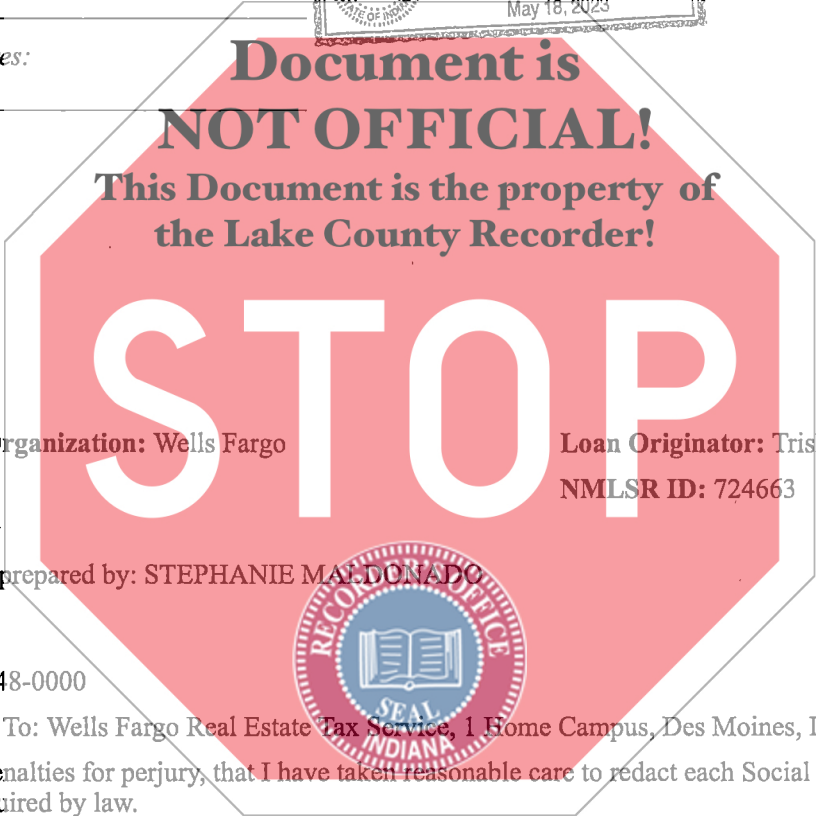 May 18, 2023
es:
Document is
NOT OFFICIAL!
This Document is the property of
the Lake County Recorder!
STOP
rganization: Wells Fargo
Loan Originator: Tris
NMLSR ID: 724663
prepared by: STEPHANIE MALDONADO
RECORDER'S OFFICE
SEAL
INDIANA
48-0000
To: Wells Fargo Real Estate Tax Service, 1 Home Campus, Des Moines, I
enalties for perjury, that I have taken reasonable care to redact each Social
uired by law.